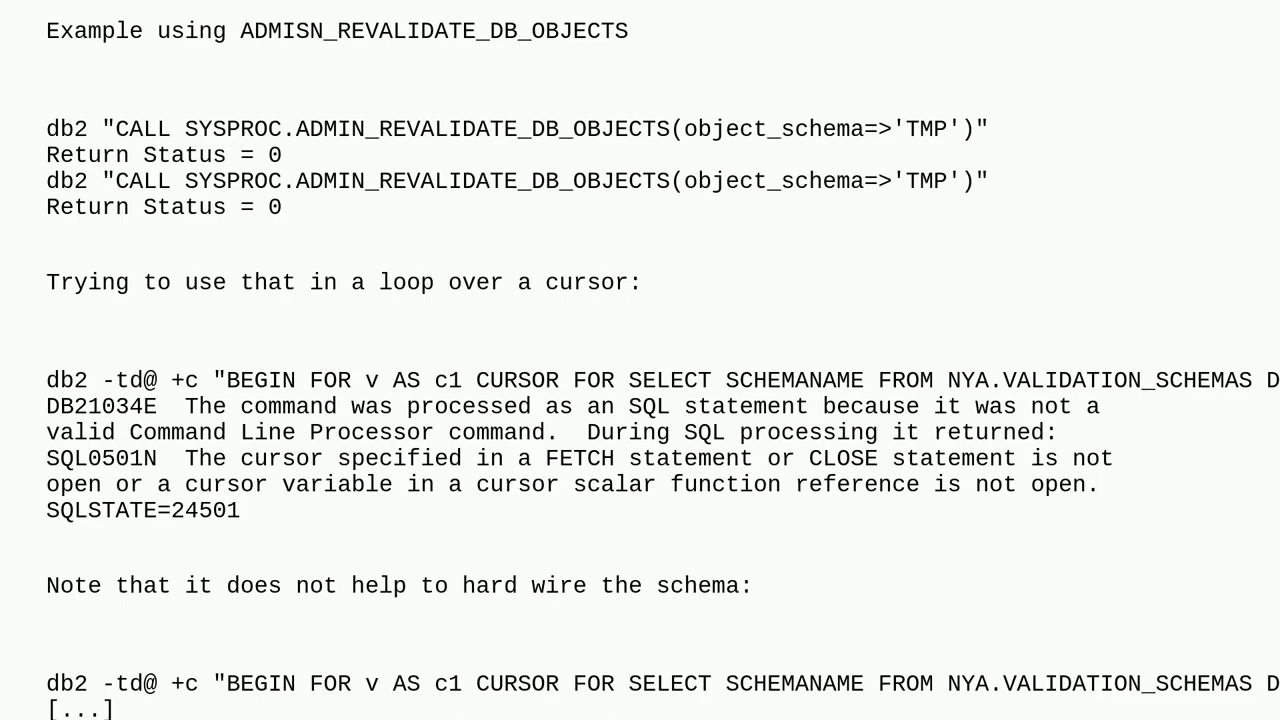 Example using ADMISN_REVALIDATE_DB_OBJECTS
db2 "CALL SYSPROC.ADMIN_REVALIDATE_DB_OBJECTS(object_schema=>'TMP')"
Return Status = 0
db2 "CALL SYSPROC.ADMIN_REVALIDATE_DB_OBJECTS(object_schema=>'TMP')"
Return Status = 0
Trying to use that in a loop over a cursor:
db2 -td@ +c "BEGIN FOR v AS c1 CURSOR FOR SELECT SCHEMANAME FROM NYA.VALIDATION_SCHEMAS D
DB21034E  The command was processed as an SQL statement because it was not a
valid Command Line Processor command.  During SQL processing it returned:
SQL0501N  The cursor specified in a FETCH statement or CLOSE statement is not
open or a cursor variable in a cursor scalar function reference is not open.
SQLSTATE=24501
Note that it does not help to hard wire the schema:
db2 -td@ +c "BEGIN FOR v AS c1 CURSOR FOR SELECT SCHEMANAME FROM NYA.VALIDATION_SCHEMAS D
[...]